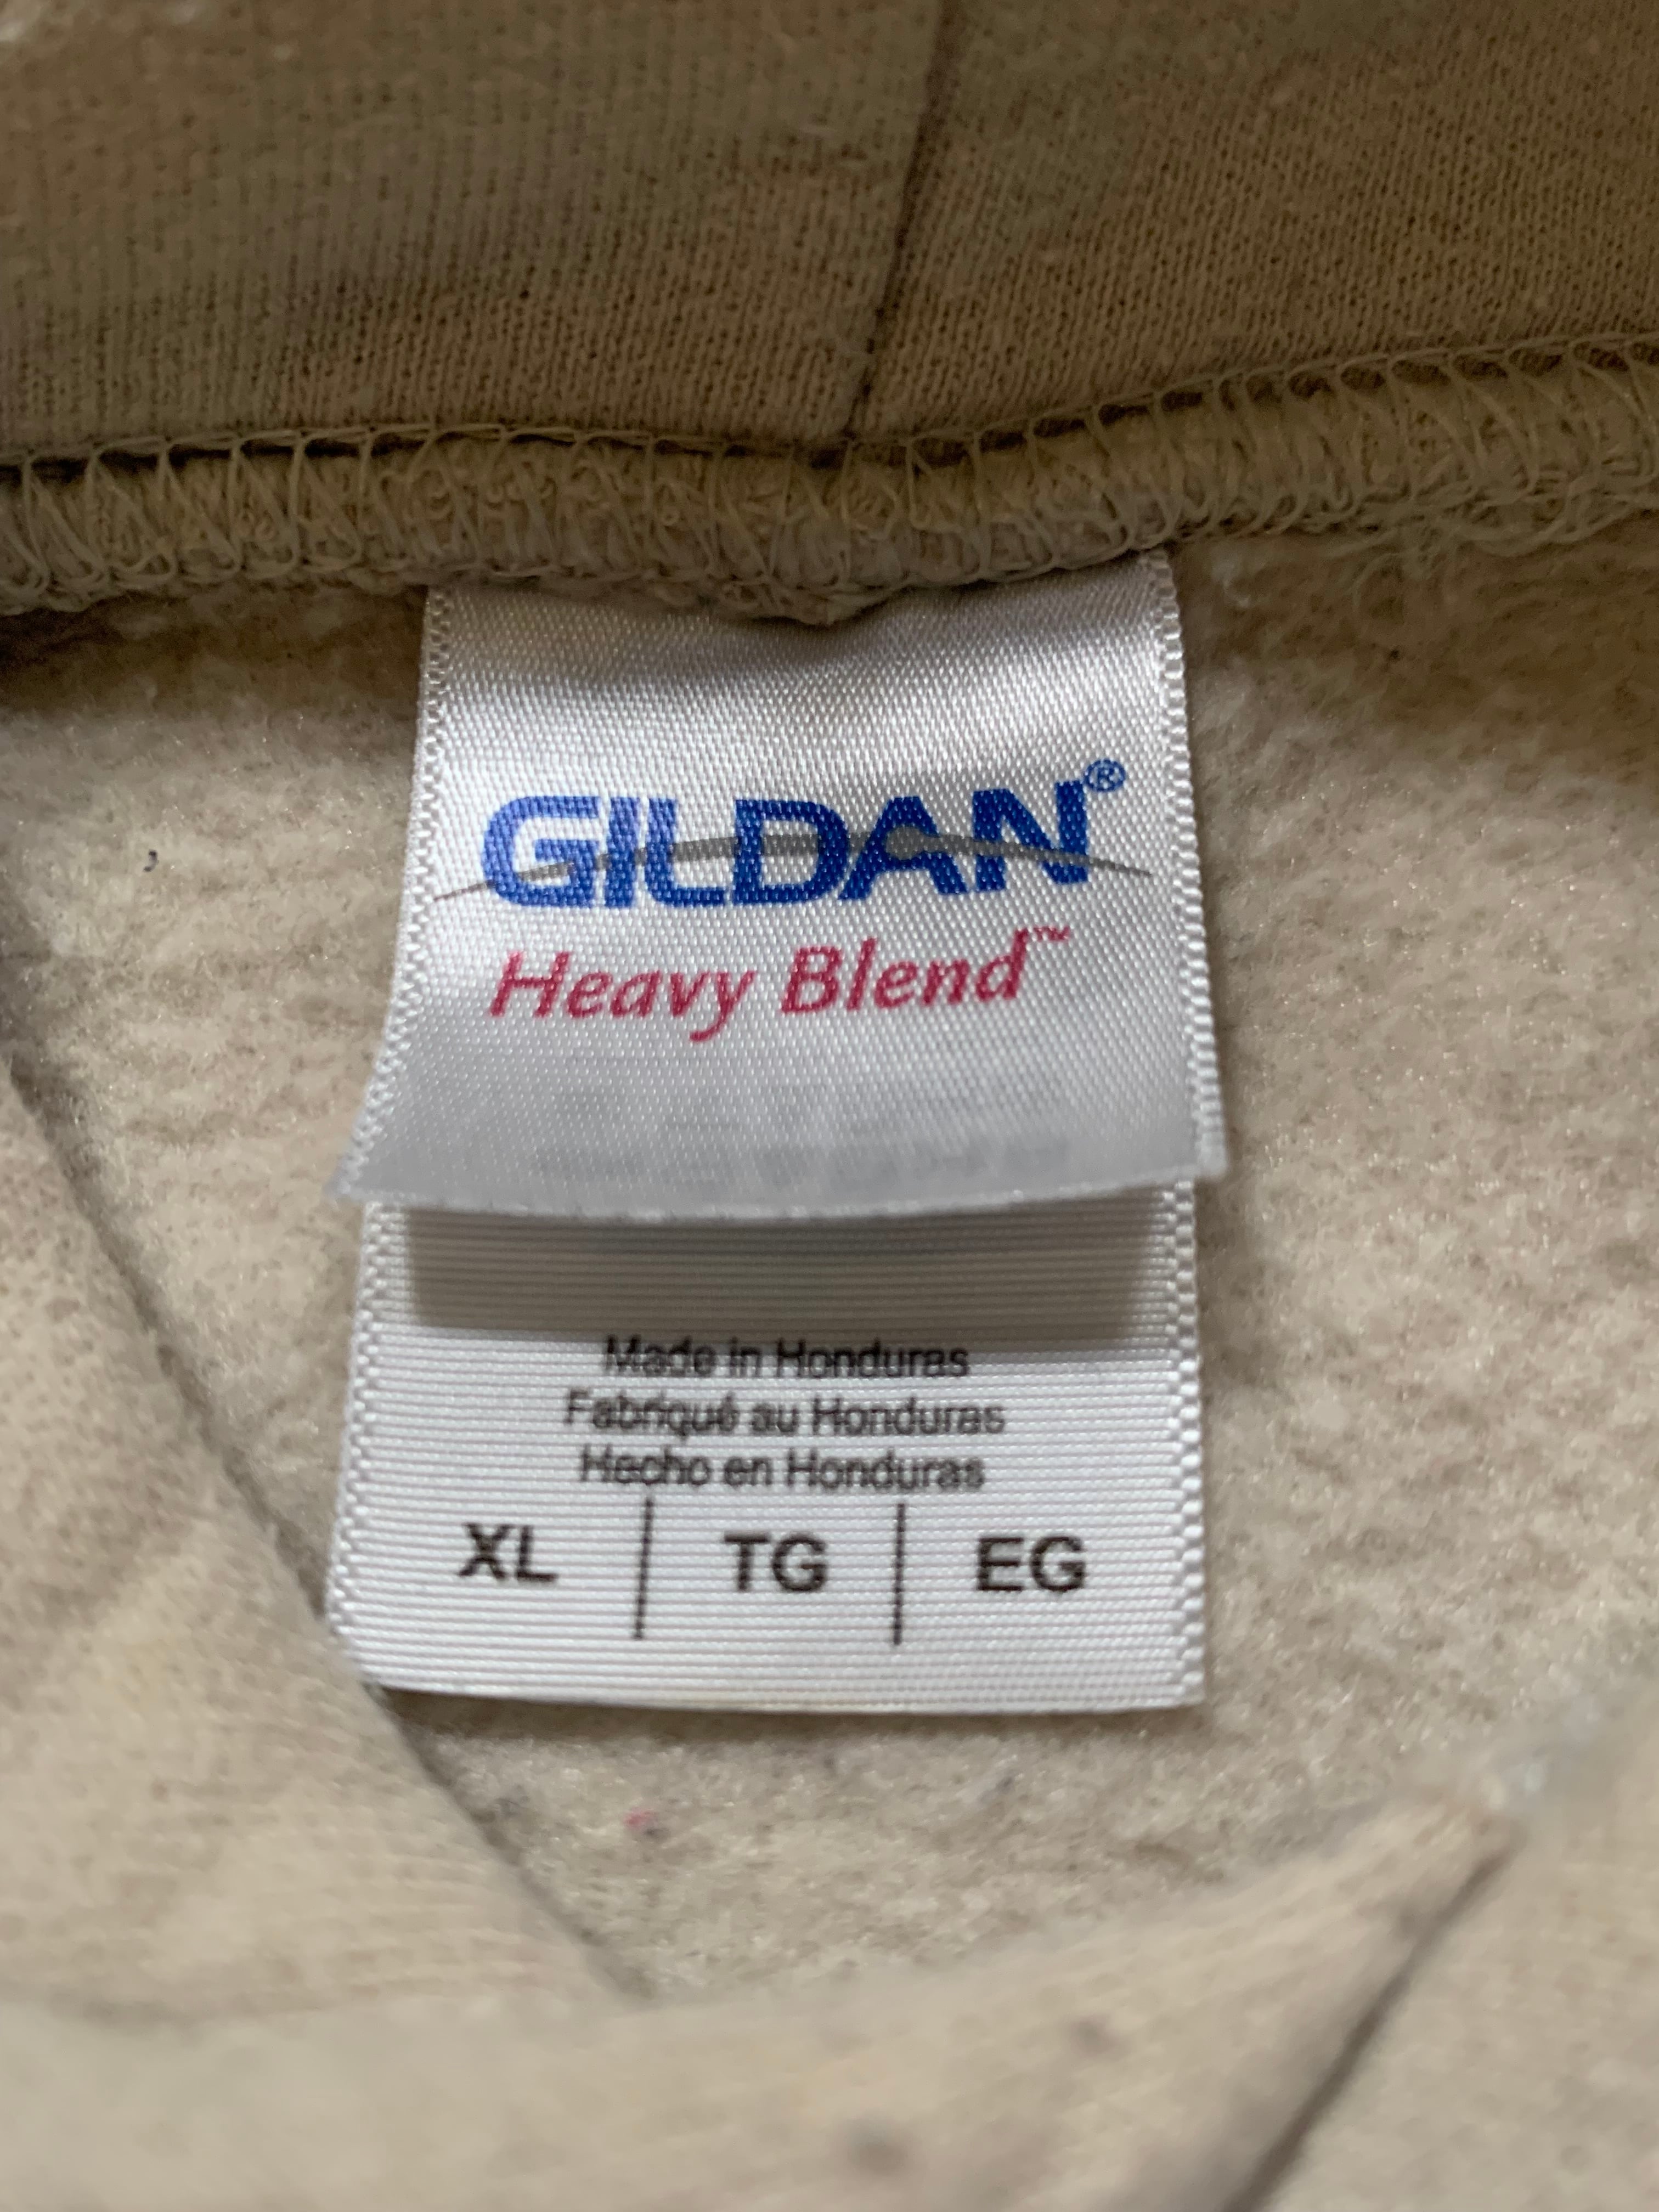 GILDAN®
Heavy Blend™
Made in Honduras
Fabriqué au Honduras
Hecho en Honduras
XL | TG | EG